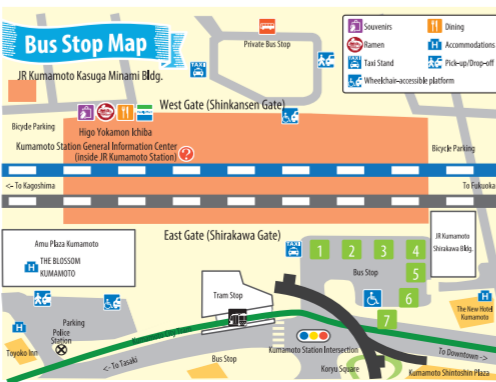 Bus Stop Map
Private Bus Stop
TAXI
Souvenirs
Dining
Ramen
Accommodations
Taxi Stand
Pick-up/Drop-off
Wheelchair-accessible platform
JR Kumamoto Kasuga Minami Bldg.
West Gate (Shinkansen Gate)
Bicycle Parking
Higo Yokamon Ichiba
Kumamoto Station General Information Center
(inside JR Kumamoto Station)
?
Bicycle Parking
<- To Kagoshima
To Fukuoka
East Gate (Shirakawa Gate)
JR Kumamoto
Shirakawa Bldg.
Amu Plaza Kumamoto
THE BLOSSOM
KUMAMOTO
TAXI
1
2
3
4
Bus Stop
5
6
7
Tram Stop
The New Hotel
Kumamoto
Parking
Police
Station
Toyoko Inn
<- To Tasaki
Bus Stop
Kumamoto Station Intersection
Koryu Square
To Downtown ->
Kumamoto Shintoshin Plaza